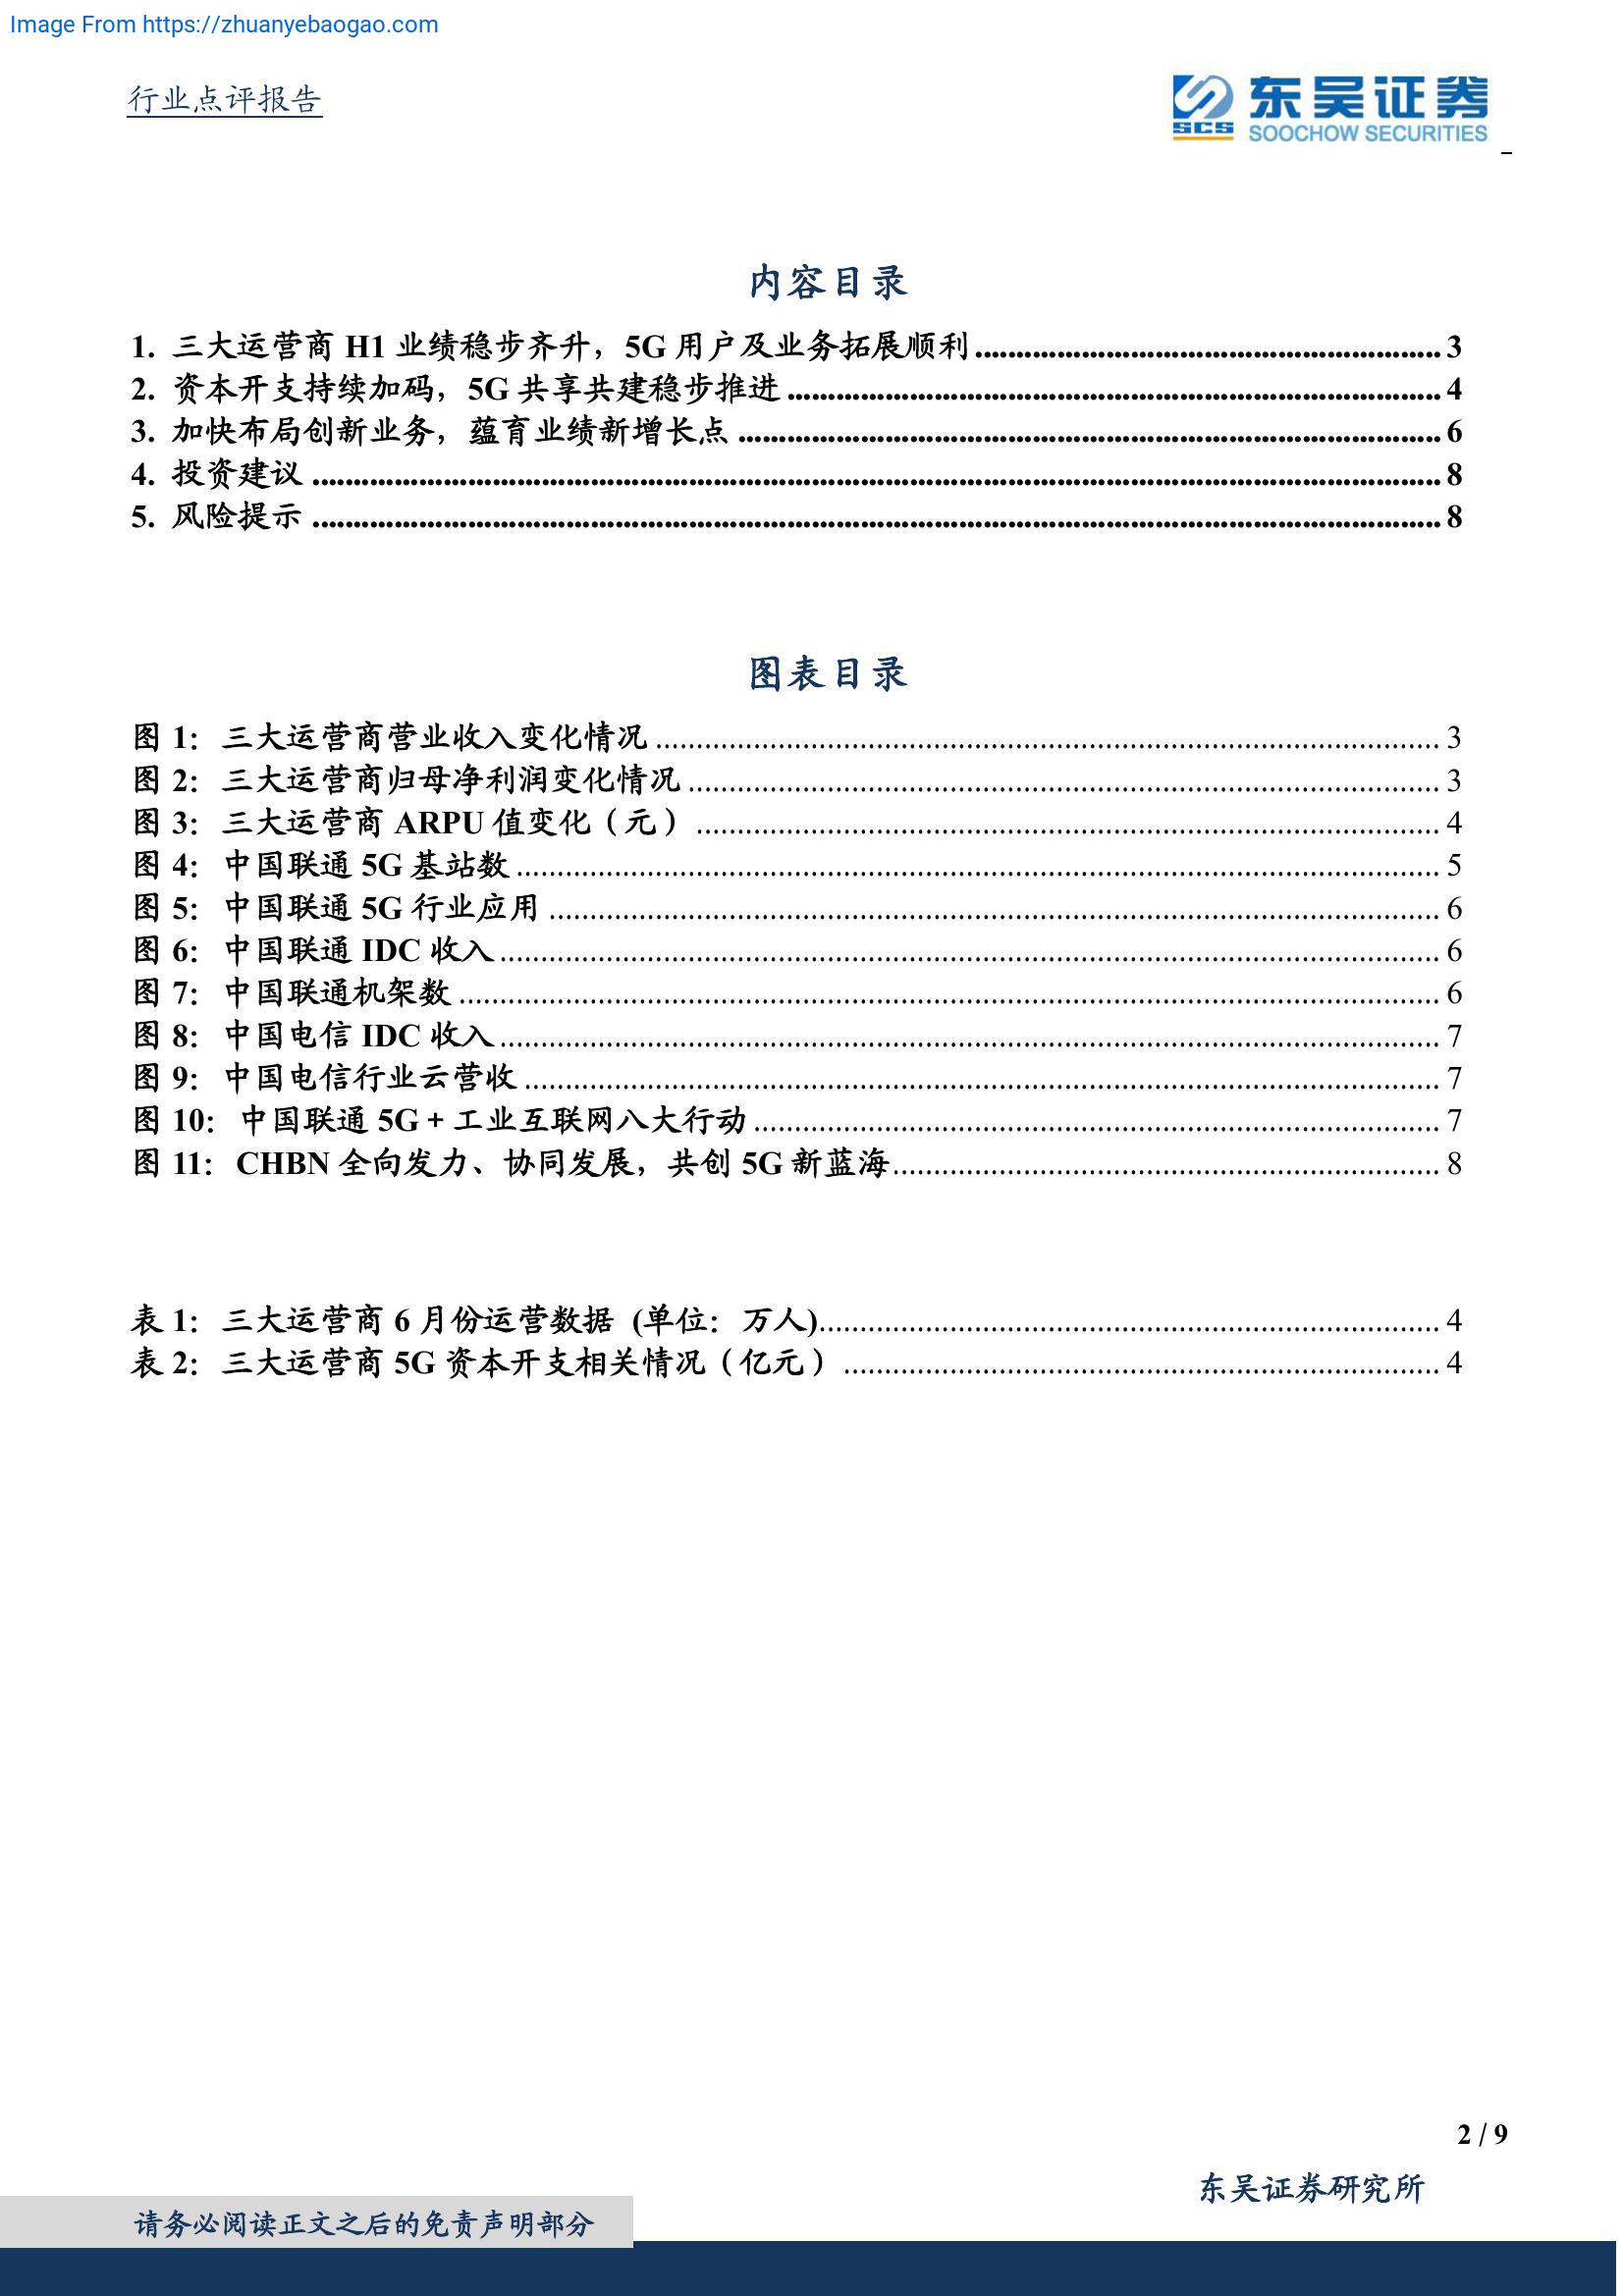 Image From https://zhuanyebaogao.com
行业点评报告
SCS 东吴证券
SOOCHOW SECURITIES
内容目录
1. 三大运营商 H1 业绩稳步齐升，5G 用户及业务拓展顺利 ........ 3
2. 资本开支持续加码，5G 共享共建稳步推进 ........ 4
3. 加快布局创新业务，蕴育业绩新增长点 ........ 6
4. 投资建议 ........ 8
5. 风险提示 ........ 8
图表目录
图 1：三大运营商营业收入变化情况 ........ 3
图 2：三大运营商归母净利润变化情况 ........ 3
图 3：三大运营商 ARPU 值变化（元） ........ 4
图 4：中国联通 5G 基站数 ........ 5
图 5：中国联通 5G 行业应用 ........ 6
图 6：中国联通 IDC 收入 ........ 6
图 7：中国联通机架数 ........ 6
图 8：中国电信 IDC 收入 ........ 7
图 9：中国电信行业云营收 ........ 7
图 10：中国联通 5G + 工业互联网八大行动 ........ 7
图 11：CHBN 全向发力、协同发展，共创 5G 新蓝海 ........ 8
表 1：三大运营商 6 月份运营数据 (单位：万人) ........ 4
表 2：三大运营商 5G 资本开支相关情况（亿元） ........ 4
2 / 9
东吴证券研究所
请务必阅读正文之后的免责声明部分